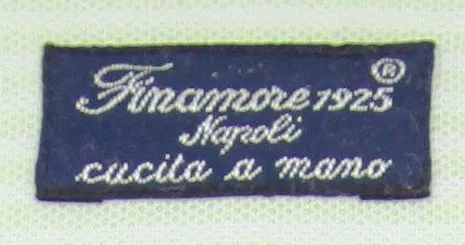 Finamore 1925 ®
Napoli
cucita a mano